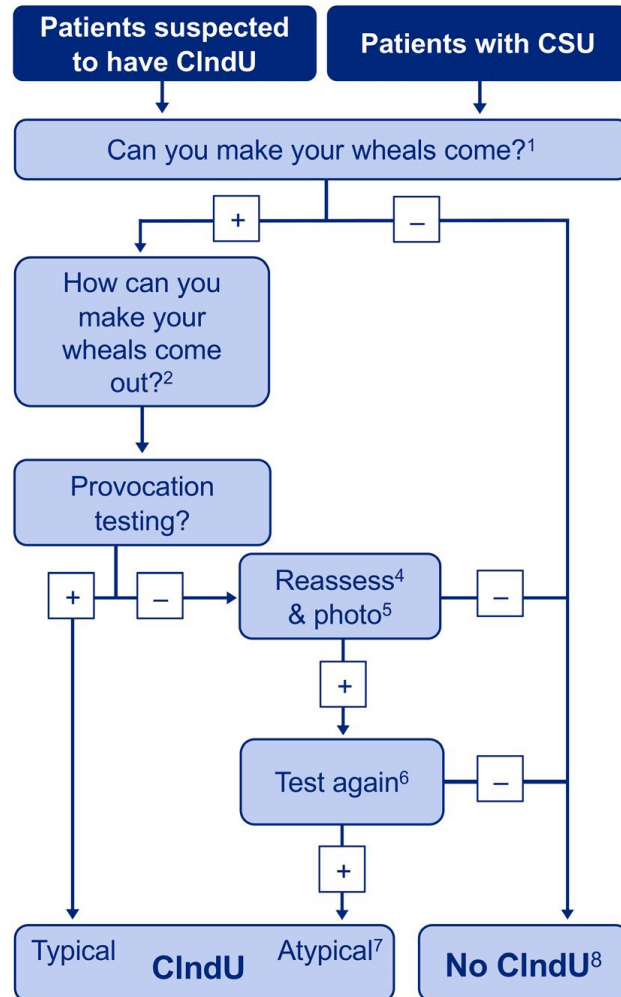 Patients suspected
to have CIndU
Patients with CSU
Can you make your wheals come?¹
+
–
How can you
make your
wheals come
out?²
Provocation
testing?
+
–
Reassess⁴
& photo⁵
–
+
Test again⁶
–
+
Typical
CIndU
Atypical⁷
No CIndU⁸